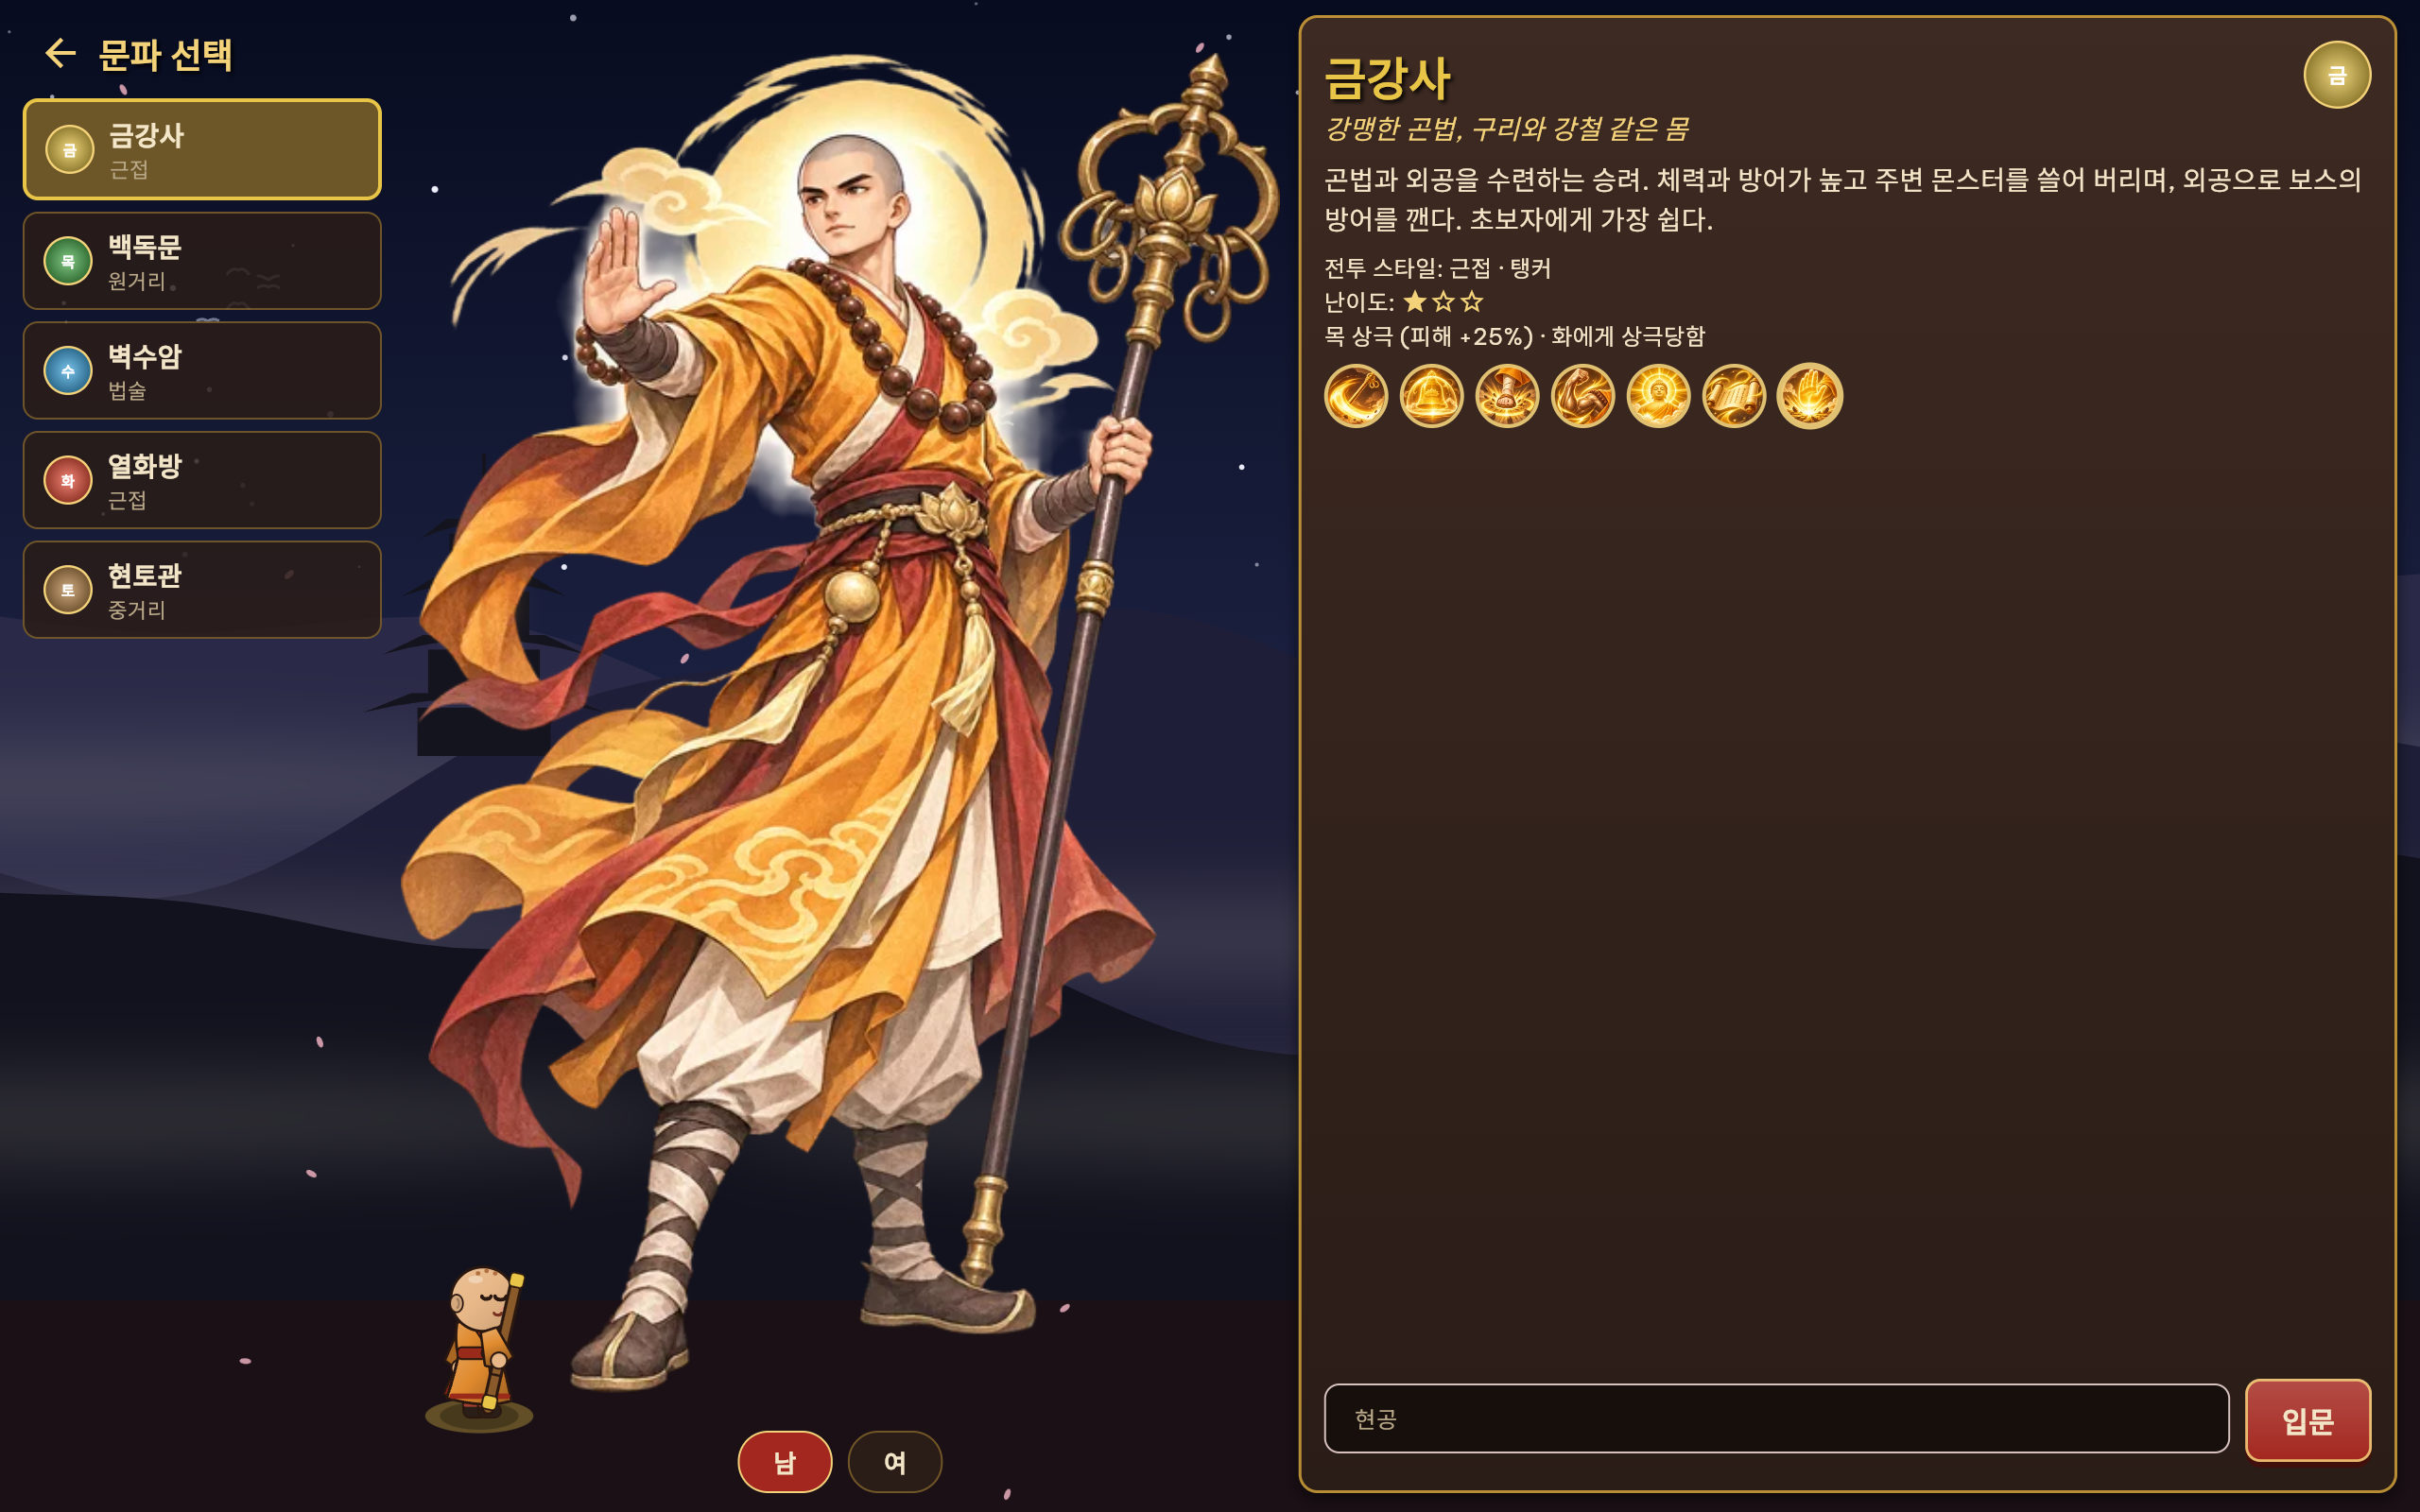 문파 선택
금
금강사
근접
목
백독문
원거리
수
벽수암
법술
화
열화방
근접
토
현토관
중거리
남
여
금강사
금
강맹한 곤법, 구리와 강철 같은 몸
곤법과 외공을 수련하는 승려. 체력과 방어가 높고 주변 몬스터를 쓸어 버리며, 외공으로 보스의
방어를 깬다. 초보자에게 가장 쉽다.
전투 스타일: 근접 · 탱커
난이도: ★☆☆
목 상극 (피해 +25%) · 화에게 상극당함
현공
입문